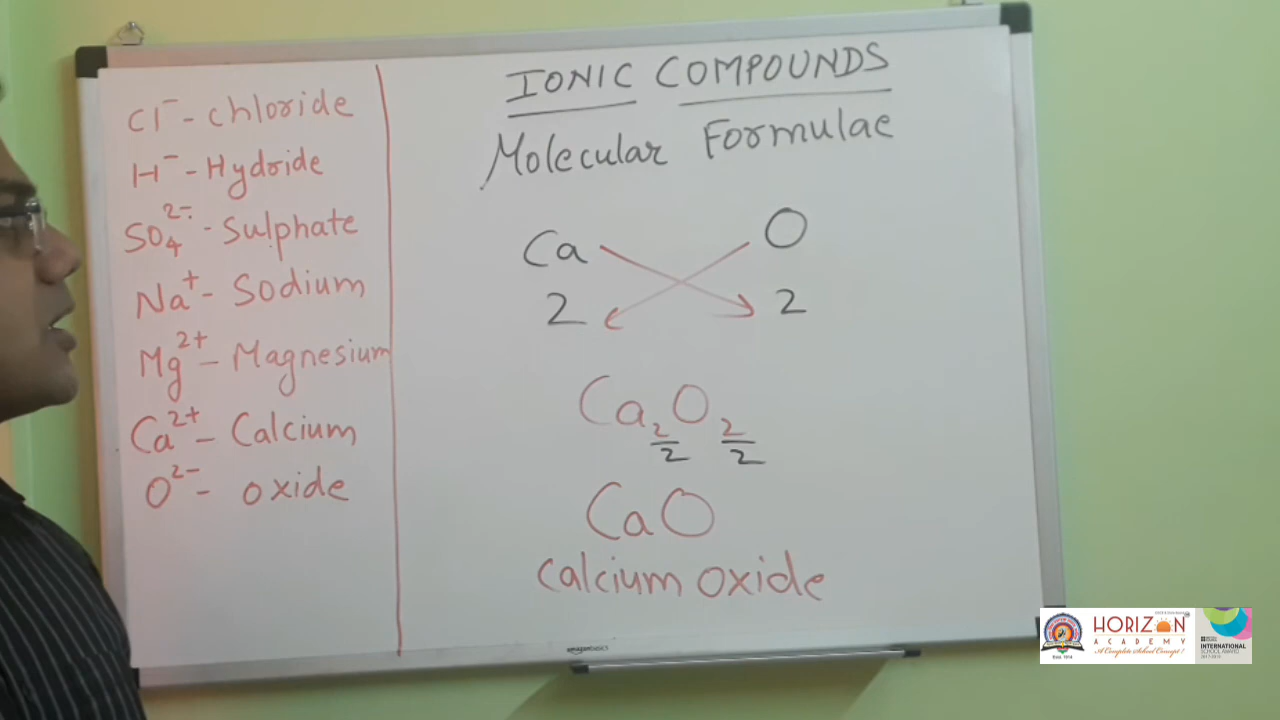 Cl⁻ - chloride
H⁻ - Hydride
SO₄²⁻ - Sulphate
Na⁺ - Sodium
Mg²⁺ - Magnesium
Ca²⁺ - Calcium
O²⁻ - oxide
IONIC COMPOUNDS
Molecular Formulae
Ca O
2 2
Ca₂O₂
2 2
CaO
Calcium oxide
amazonbasics
HORIZON
ACADEMY
A Complete School Concept!
INTERNATIONAL
SCHOOL AWARD